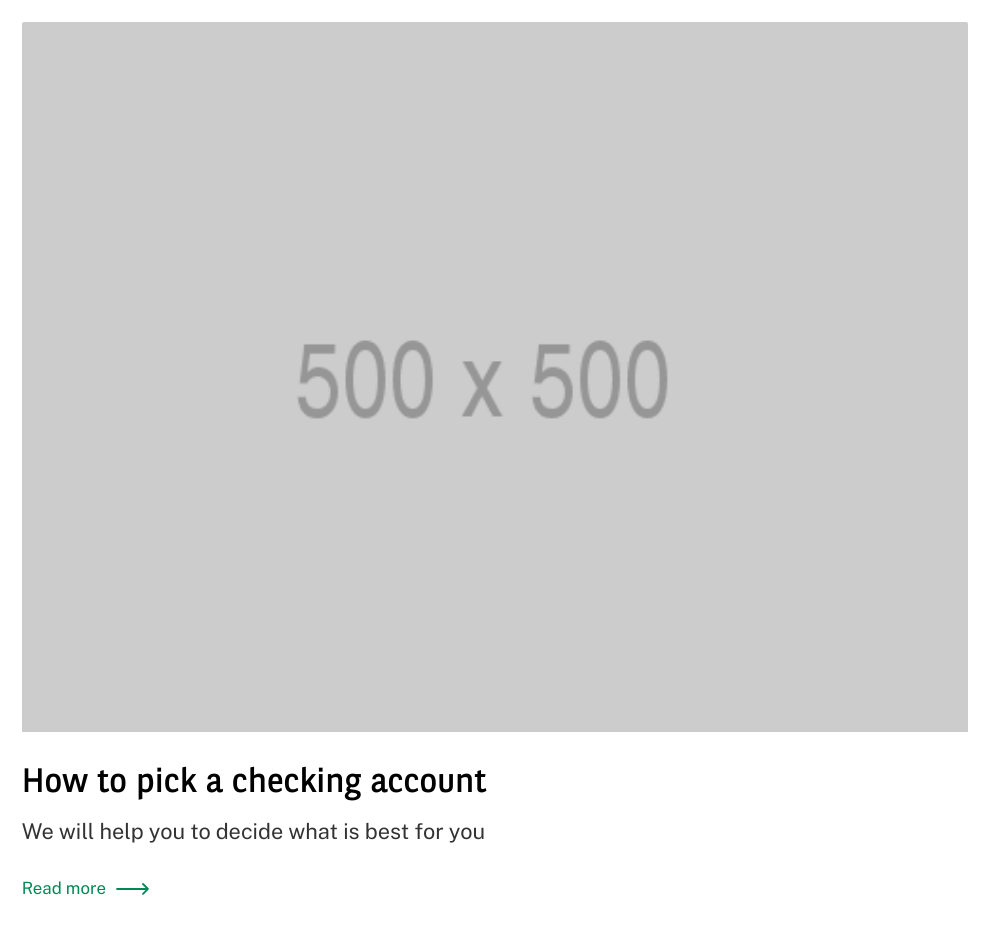 500 x 500
How to pick a checking account
We will help you to decide what is best for you
Read more